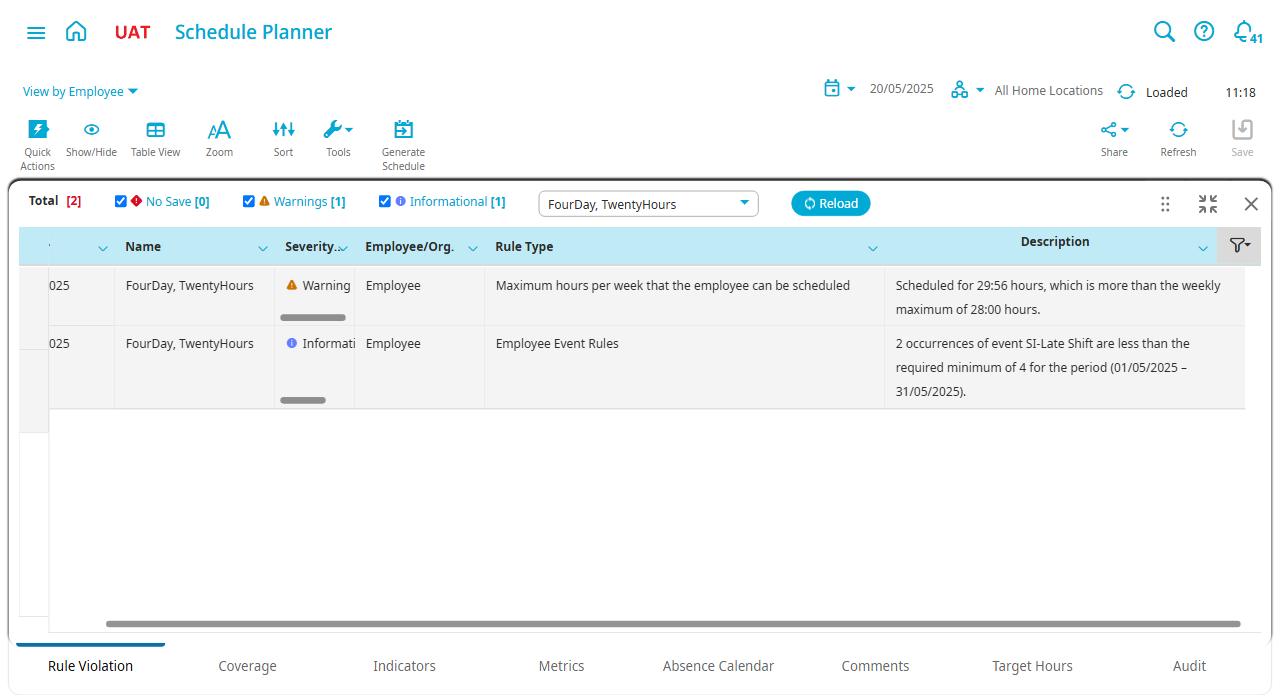 UAT Schedule Planner 41
View by Employee 20/05/2025 All Home Locations Loaded 11:18
Quick Actions Show/Hide Table View Zoom Sort Tools Generate Schedule Share Refresh Save
Total [2] No Save [0] Warnings [1] Informational [1] FourDay, TwentyHours Reload
Name Severity... Employee/Org. Rule Type Description
025 FourDay, TwentyHours Warning Employee Maximum hours per week that the employee can be scheduled Scheduled for 29:56 hours, which is more than the weekly
maximum of 28:00 hours.
025 FourDay, TwentyHours Informati Employee Employee Event Rules 2 occurrences of event SI-Late Shift are less than the
required minimum of 4 for the period (01/05/2025 –
31/05/2025).
Rule Violation Coverage Indicators Metrics Absence Calendar Comments Target Hours Audit